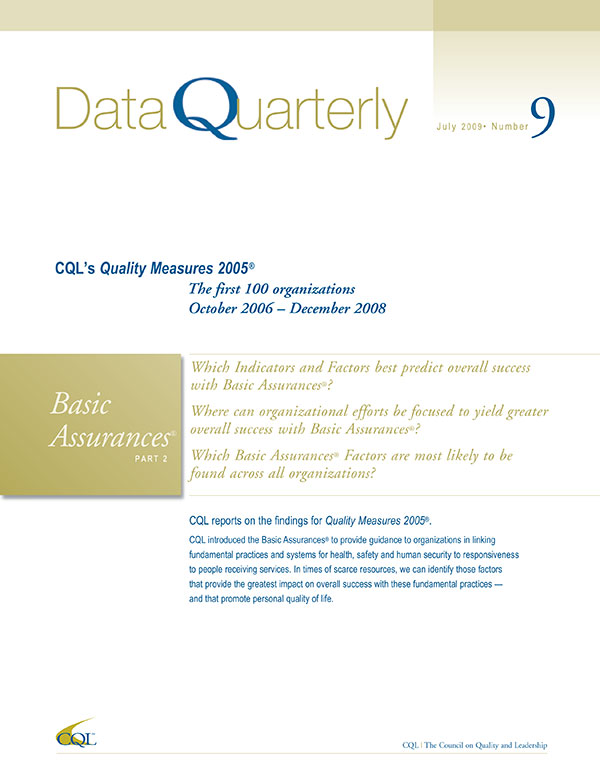 DataQuarterly
July 2009• Number 9
CQL's Quality Measures 2005®
The first 100 organizations
October 2006 – December 2008
Basic
Assurances©
PART 2
Which Indicators and Factors best predict overall success
with Basic Assurances®?
Where can organizational efforts be focused to yield greater
overall success with Basic Assurances®?
Which Basic Assurances® Factors are most likely to be
found across all organizations?
CQL reports on the findings for Quality Measures 2005®.
CQL introduced the Basic Assurances® to provide guidance to organizations in linking
fundamental practices and systems for health, safety and human security to responsiveness
to people receiving services. In times of scarce resources, we can identify those factors
that provide the greatest impact on overall success with these fundamental practices —
and that promote personal quality of life.
CQL
CQL | The Council on Quality and Leadership